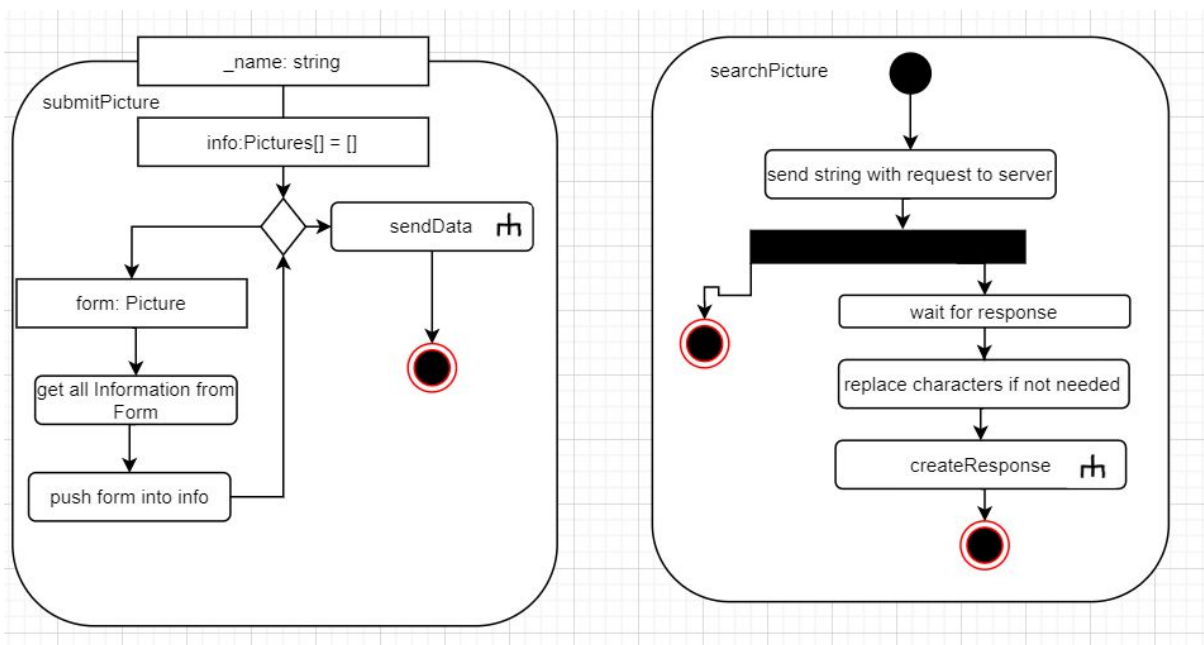 _name: string
submitPicture
info:Pictures[] = []
sendData
form: Picture
get all Information from
Form
push form into info
searchPicture
send string with request to server
wait for response
replace characters if not needed
createResponse